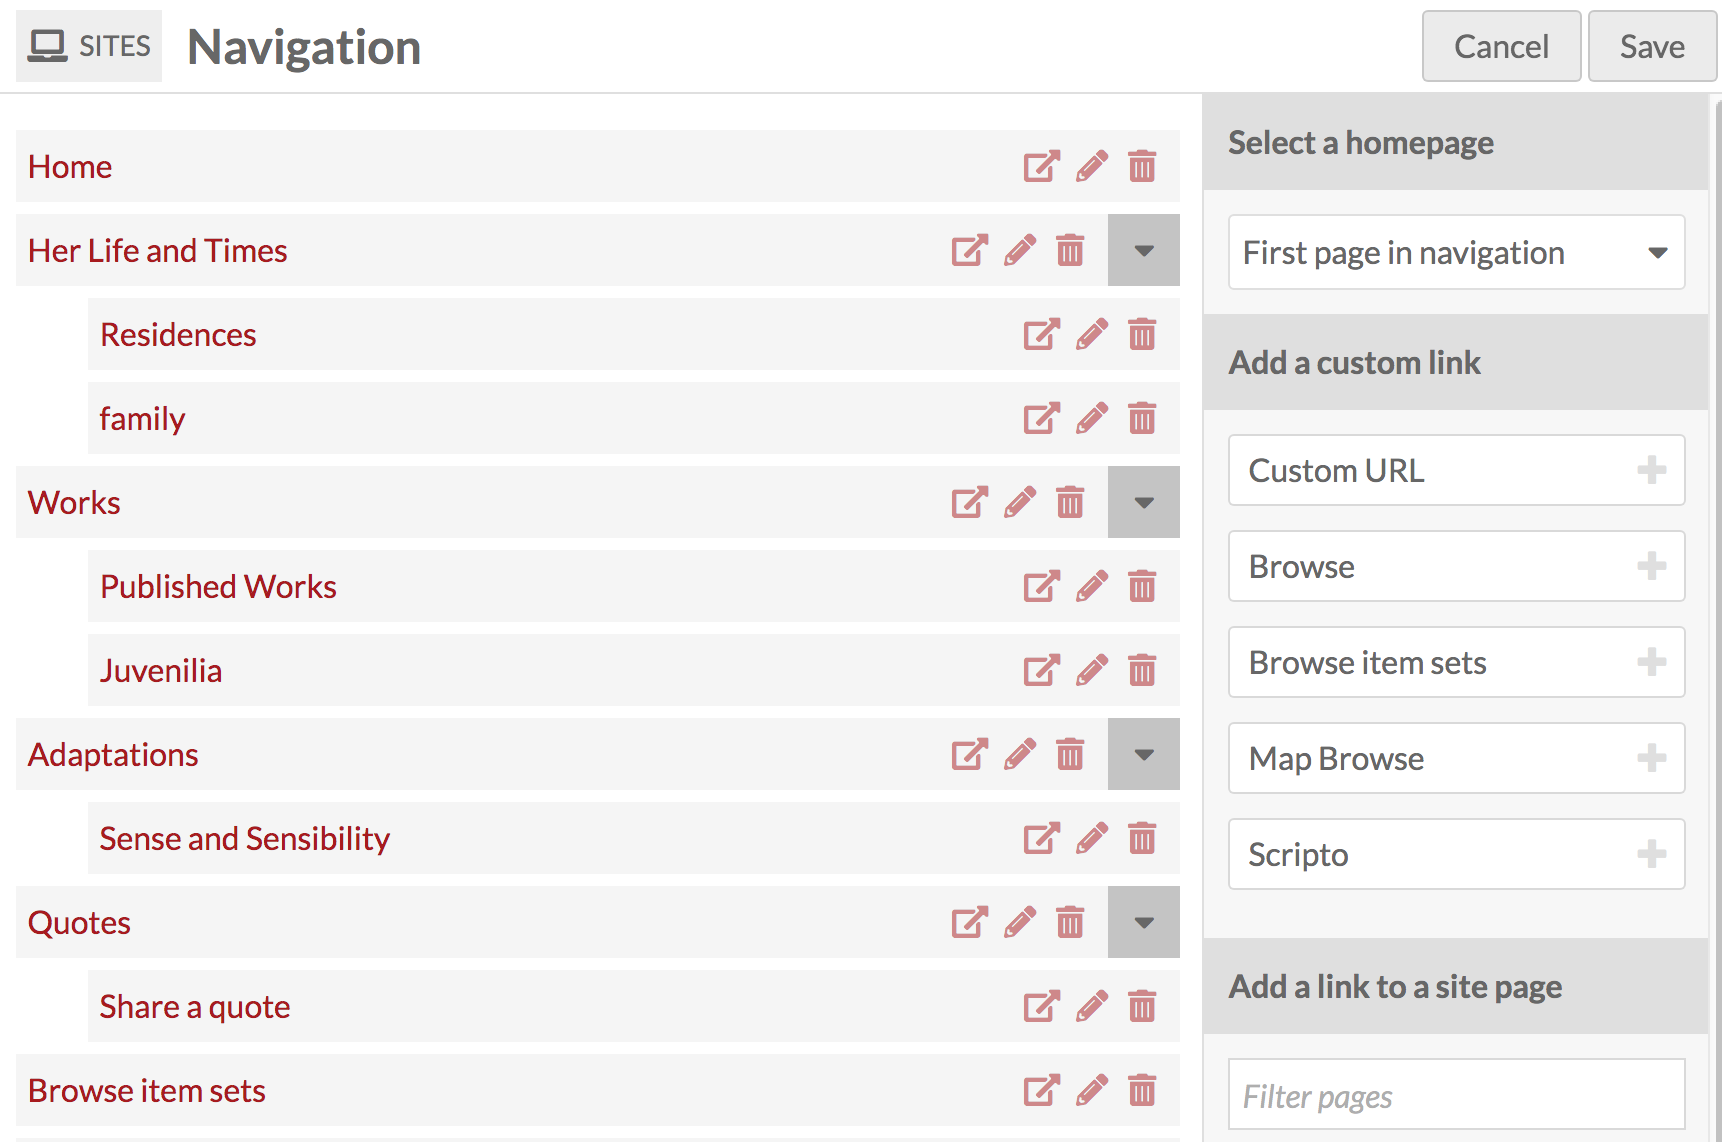 SITES Navigation
Cancel Save
Home
Her Life and Times
Residences
family
Works
Published Works
Juvenilia
Adaptations
Sense and Sensibility
Quotes
Share a quote
Browse item sets
Select a homepage
First page in navigation
Add a custom link
Custom URL
Browse
Browse item sets
Map Browse
Scripto
Add a link to a site page
Filter pages